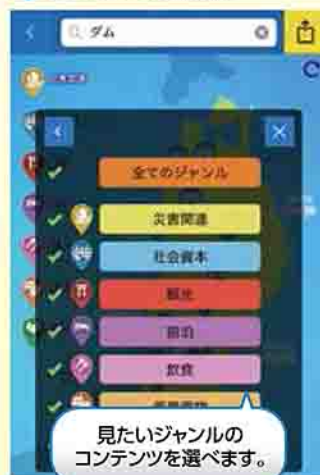 ダム
全てのジャンル
災害関連
社会資本
観光
宿泊
飲食
見たいジャンルの
コンテンツを選べます。